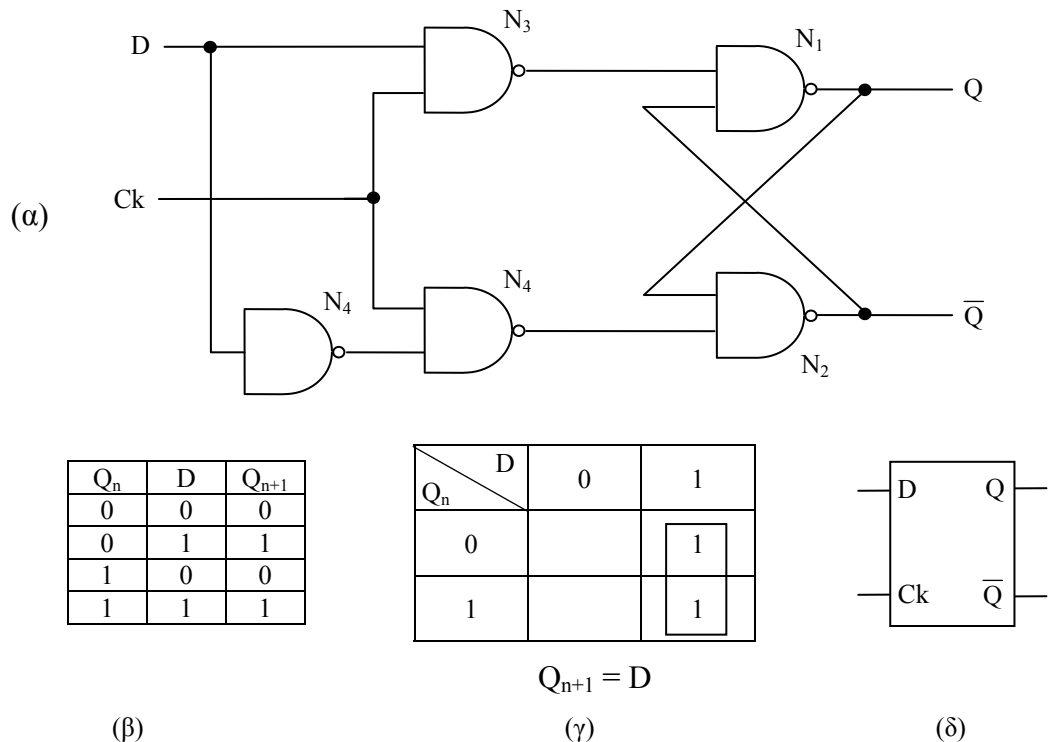 N₃
D
N₁
Q
Ck
(α)
N₄
N₄
Q̅
N₂
Qₙ D Qₙ₊₁
0 0 0
0 1 1
1 0 0
1 1 1
D
Qₙ
0 1
0 1
1 1
Qₙ₊₁ = D
D Q
Ck Q̅
(β) (γ) (δ)